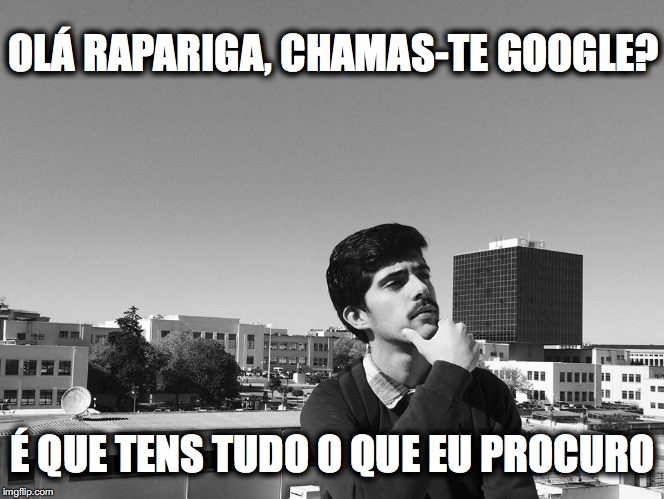 OLÁ RAPARIGA, CHAMAS-TE GOOGLE?
É QUE TENS TUDO O QUE EU PROCURO
imgflip.com